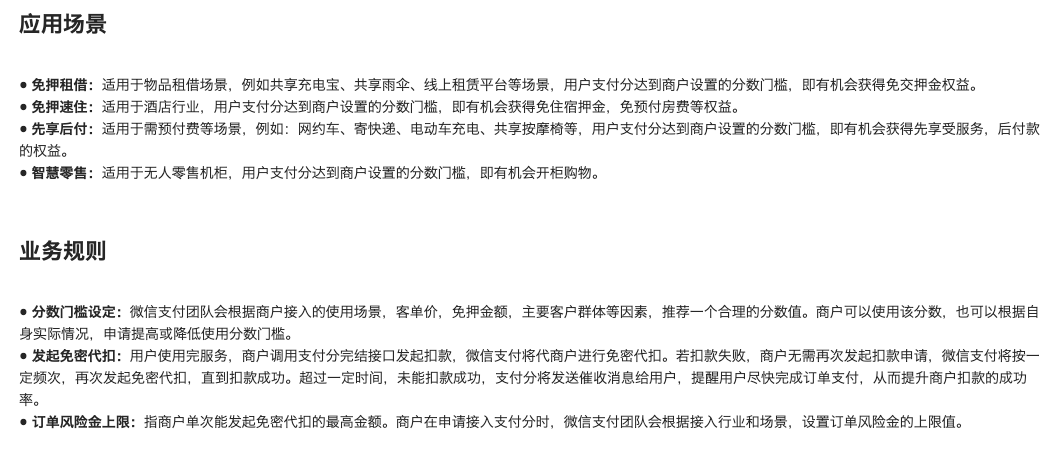 应用场景
● 免押租借：适用于物品租借场景，例如共享充电宝、共享雨伞、线上租赁平台等场景，用户支付分达到商户设置的分数门槛，即有机会获得免交押金权益。
● 免押速住：适用于酒店行业，用户支付分达到商户设置的分数门槛，即有机会获得免住宿押金，免预付房费等权益。
● 先享后付：适用于需预付费等场景，例如：网约车、寄快递、电动车充电、共享按摩椅等，用户支付分达到商户设置的分数门槛，即有机会获得先享受服务，后付款
的权益。
● 智慧零售：适用于无人零售机柜，用户支付分达到商户设置的分数门槛，即有机会开柜购物。
业务规则
● 分数门槛设定：微信支付团队会根据商户接入的使用场景，客单价，免押金额，主要客户群体等因素，推荐一个合理的分数值。商户可以使用该分数，也可以根据自
身实际情况，申请提高或降低使用分数门槛。
● 发起免密代扣：用户使用完服务，商户调用支付分完结接口发起扣款，微信支付将代商户进行免密代扣。若扣款失败，商户无需再次发起扣款申请，微信支付将按一
定频次，再次发起免密代扣，直到扣款成功。超过一定时间，未能扣款成功，支付分将发送催收消息给用户，提醒用户尽快完成订单支付，从而提升商户扣款的成功
率。
● 订单风险金上限：指商户单次能发起免密代扣的最高金额。商户在申请接入支付分时，微信支付团队会根据接入行业和场景，设置订单风险金的上限值。